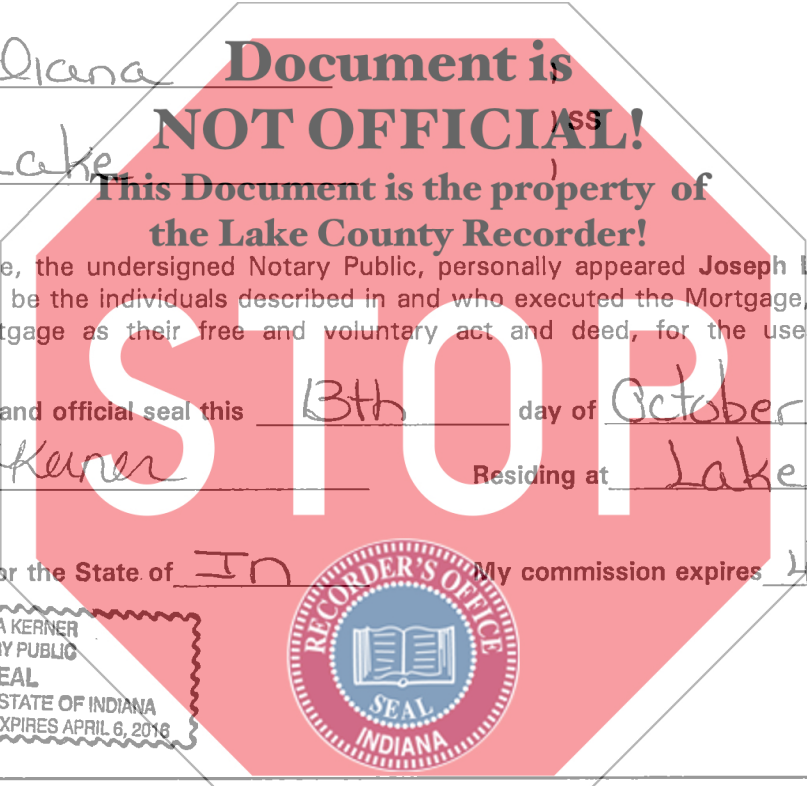 diana
Document is
NOT OFFICIAL!
) SS
Lake
)
This Document is the property of
the Lake County Recorder!
e, the undersigned Notary Public, personally appeared Joseph
be the individuals described in and who executed the Mortgage,
tgage as their free and voluntary act and deed, for the use
STOP
and official seal this 13th day of October
Kerner Residing at Lake
or the State of In My commission expires
RECORDER'S OFFICE
SEAL
INDIANA
A KERNER
RY PUBLIC
EAL
STATE OF INDIANA
XPIRES APRIL 6, 2016